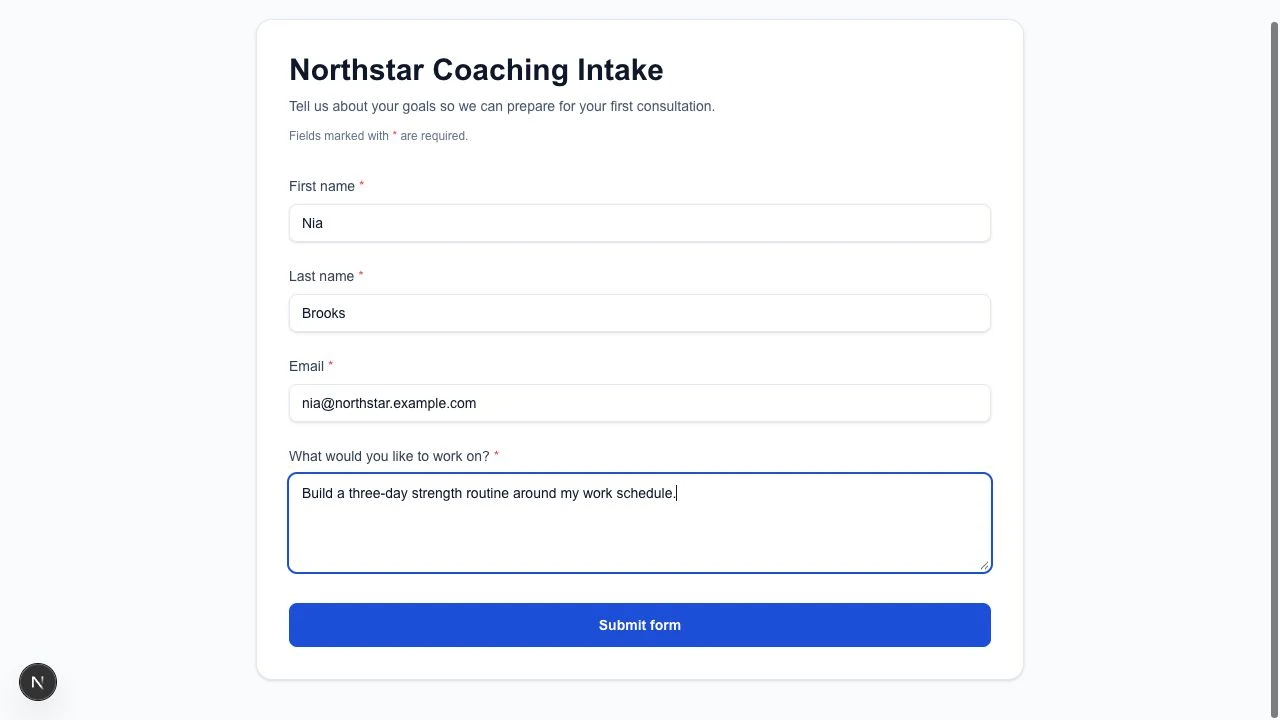 Northstar Coaching Intake
Tell us about your goals so we can prepare for your first consultation.
Fields marked with * are required.
First name *
Nia
Last name *
Brooks
Email *
nia@northstar.example.com
What would you like to work on? *
Build a three-day strength routine around my work schedule.
Submit form
N